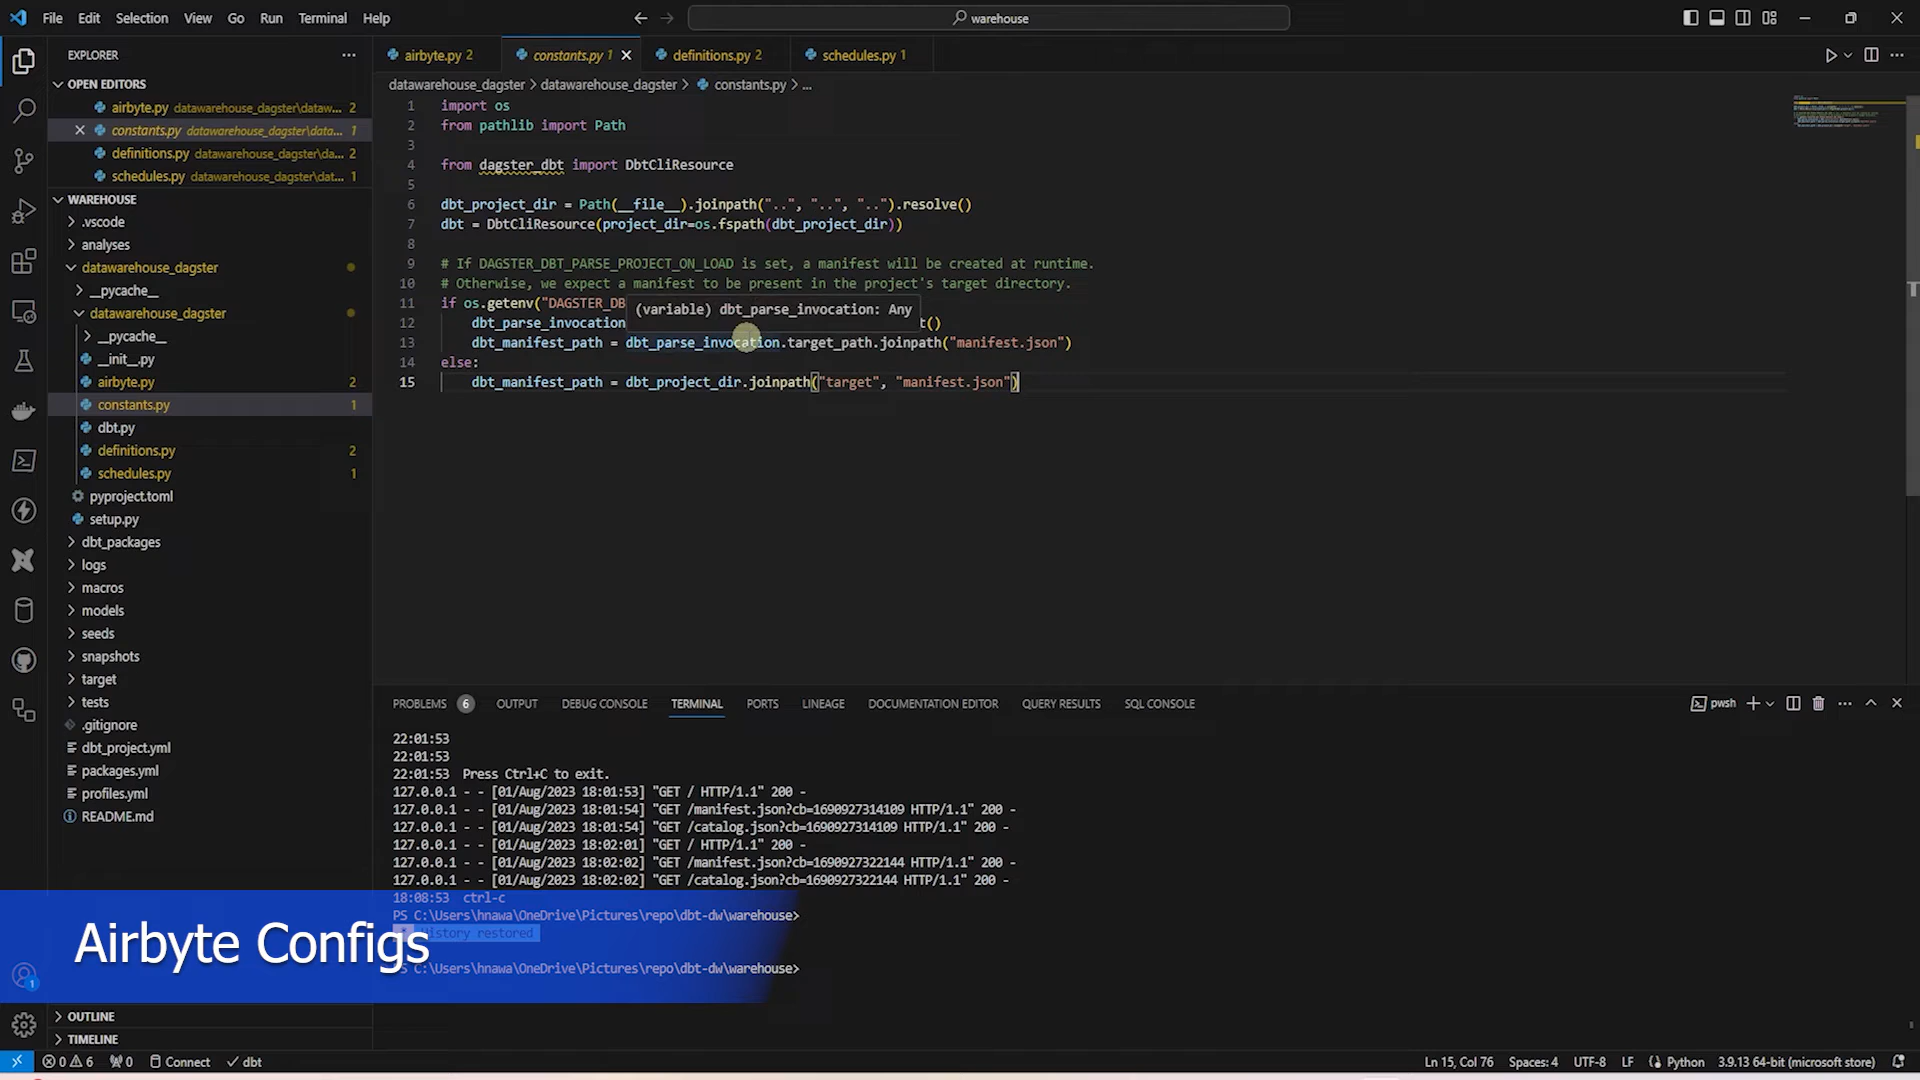 File Edit Selection View Go Run Terminal Help
warehouse
EXPLORER
OPEN EDITORS
airbyte.py datawarehouse_dagster\dataw... 2
constants.py datawarehouse_dagster\data... 1
definitions.py datawarehouse_dagster\da... 2
schedules.py datawarehouse_dagster\dat... 1
WAREHOUSE
.vscode
analyses
datawarehouse_dagster
__pycache__
datawarehouse_dagster
__pycache__
__init__.py
airbyte.py 2
constants.py 1
dbt.py
definitions.py 2
schedules.py 1
pyproject.toml
setup.py
dbt_packages
logs
macros
models
seeds
snapshots
target
tests
.gitignore
dbt_project.yml
packages.yml
profiles.yml
README.md
OUTLINE
TIMELINE
airbyte.py 2
constants.py 1
definitions.py 2
schedules.py 1
datawarehouse_dagster > datawarehouse_dagster > constants.py > ...
1 import os
2 from pathlib import Path
3
4 from dagster_dbt import DbtCliResource
5
6 dbt_project_dir = Path(__file__).joinpath("..", "..", "..").resolve()
7 dbt = DbtCliResource(project_dir=os.fspath(dbt_project_dir))
8
9 # If DAGSTER_DBT_PARSE_PROJECT_ON_LOAD is set, a manifest will be created at runtime.
10 # Otherwise, we expect a manifest to be present in the project's target directory.
11 if os.getenv("DAGSTER_DB
(variable) dbt_parse_invocation: Any
12 dbt_parse_invocation t()
13 dbt_manifest_path = dbt_parse_invocation.target_path.joinpath("manifest.json")
14 else:
15 dbt_manifest_path = dbt_project_dir.joinpath("target", "manifest.json")
PROBLEMS 6 OUTPUT DEBUG CONSOLE TERMINAL PORTS LINEAGE DOCUMENTATION EDITOR QUERY RESULTS SQL CONSOLE
pwsh
22:01:53
22:01:53
22:01:53 Press Ctrl+C to exit.
127.0.0.1 - - [01/Aug/2023 18:01:53] "GET / HTTP/1.1" 200 -
127.0.0.1 - - [01/Aug/2023 18:01:54] "GET /manifest.json?cb=1690927314109 HTTP/1.1" 200 -
127.0.0.1 - - [01/Aug/2023 18:01:54] "GET /catalog.json?cb=1690927314109 HTTP/1.1" 200 -
127.0.0.1 - - [01/Aug/2023 18:02:01] "GET / HTTP/1.1" 200 -
127.0.0.1 - - [01/Aug/2023 18:02:02] "GET /manifest.json?cb=1690927322144 HTTP/1.1" 200 -
127.0.0.1 - - [01/Aug/2023 18:02:02] "GET /catalog.json?cb=1690927322144 HTTP/1.1" 200 -
18:08:53 ctrl-c
PS C:\Users\hnawa\OneDrive\Pictures\repo\dbt-dw\warehouse>
History restored
PS C:\Users\hnawa\OneDrive\Pictures\repo\dbt-dw\warehouse>
Airbyte Configs
1
0 6 0 Connect dbt
Ln 15, Col 76 Spaces: 4 UTF-8 LF Python 3.9.13 64-bit (microsoft store)